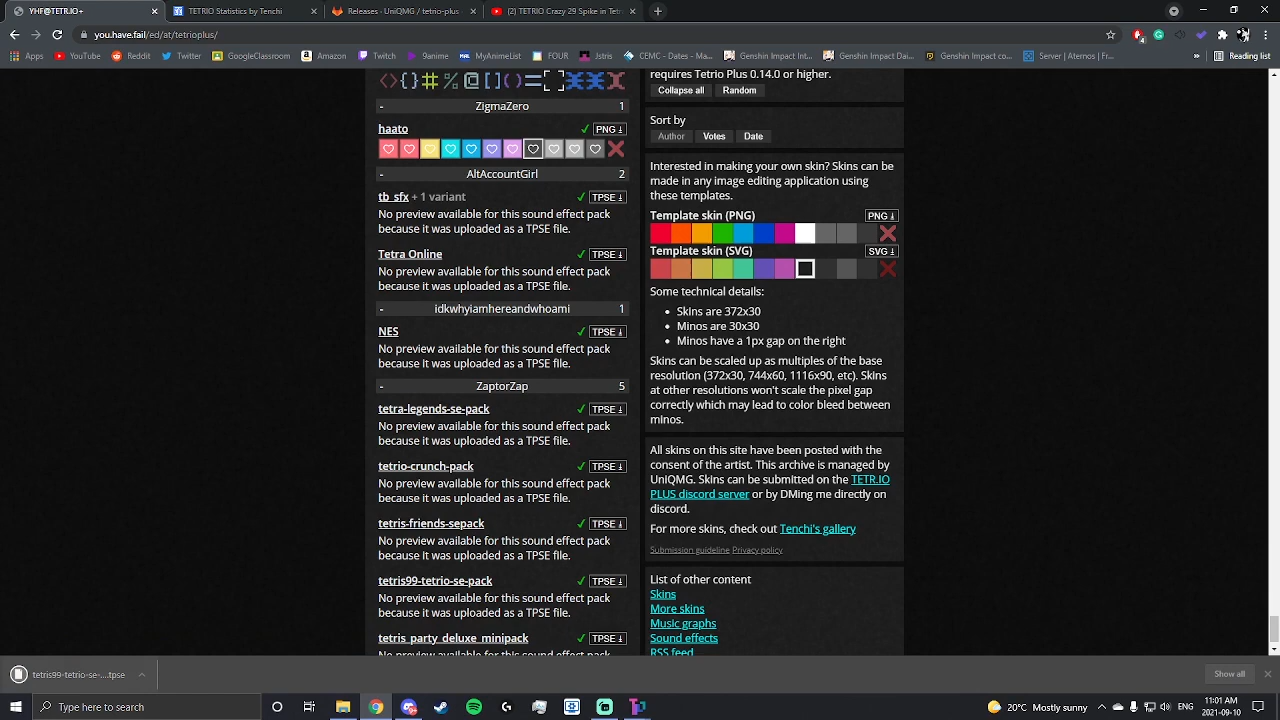 YHF@TETRIO+
TETRIO Statistics by Tenchi
Releases - UniQMG / tetrio-plus
(2) TETRIO Crazy 29 Spike in Tetr
youhave.fail/ed/at/tetrioplus/
Apps
YouTube
Reddit
Twitter
GoogleClassroom
Amazon
Twitch
9anime
MyAnimeList
FOUR
Jstris
CEMC - Dates - Ma...
Genshin Impact Int...
Genshin Impact Dai...
Genshin Impact co...
Server | Aternos | Fr...
Reading list
- ZigmaZero 1
haato
PNG
- AltAccountGirl 2
tb_sfx + 1 variant
TPSE
No preview available for this sound effect pack
because it was uploaded as a TPSE file.
Tetra Online
TPSE
No preview available for this sound effect pack
because it was uploaded as a TPSE file.
- idkwhyiamhereandwhoami 1
NES
TPSE
No preview available for this sound effect pack
because it was uploaded as a TPSE file.
- ZaptorZap 5
tetra-legends-se-pack
TPSE
No preview available for this sound effect pack
because it was uploaded as a TPSE file.
tetrio-crunch-pack
TPSE
No preview available for this sound effect pack
because it was uploaded as a TPSE file.
tetris-friends-sepack
TPSE
No preview available for this sound effect pack
because it was uploaded as a TPSE file.
tetris99-tetrio-se-pack
TPSE
No preview available for this sound effect pack
because it was uploaded as a TPSE file.
tetris_party_deluxe_minipack
TPSE
No preview available for this sound effect pack
requires Tetrio Plus 0.14.0 or higher.
Collapse all
Random
Sort by
Author
Votes
Date
Interested in making your own skin? Skins can be
made in any image editing application using
these templates.
Template skin (PNG)
PNG
Template skin (SVG)
SVG
Some technical details:
• Skins are 372x30
• Minos are 30x30
• Minos have a 1px gap on the right
Skins can be scaled up as multiples of the base
resolution (372x30, 744x60, 1116x90, etc). Skins
at other resolutions won't scale the pixel gap
correctly which may lead to color bleed between
minos.
All skins on this site have been posted with the
consent of the artist. This archive is managed by
UniQMG. Skins can be submitted on the TETR.IO
PLUS discord server or by DMing me directly on
discord.
For more skins, check out Tenchi's gallery
Submission guideline Privacy policy
List of other content
Skins
More skins
Music graphs
Sound effects
RSS feed
tetris99-tetrio-se-....tpse
Show all
Type here to search
20°C Mostly sunny
ENG
11:01 AM
2021-09-10